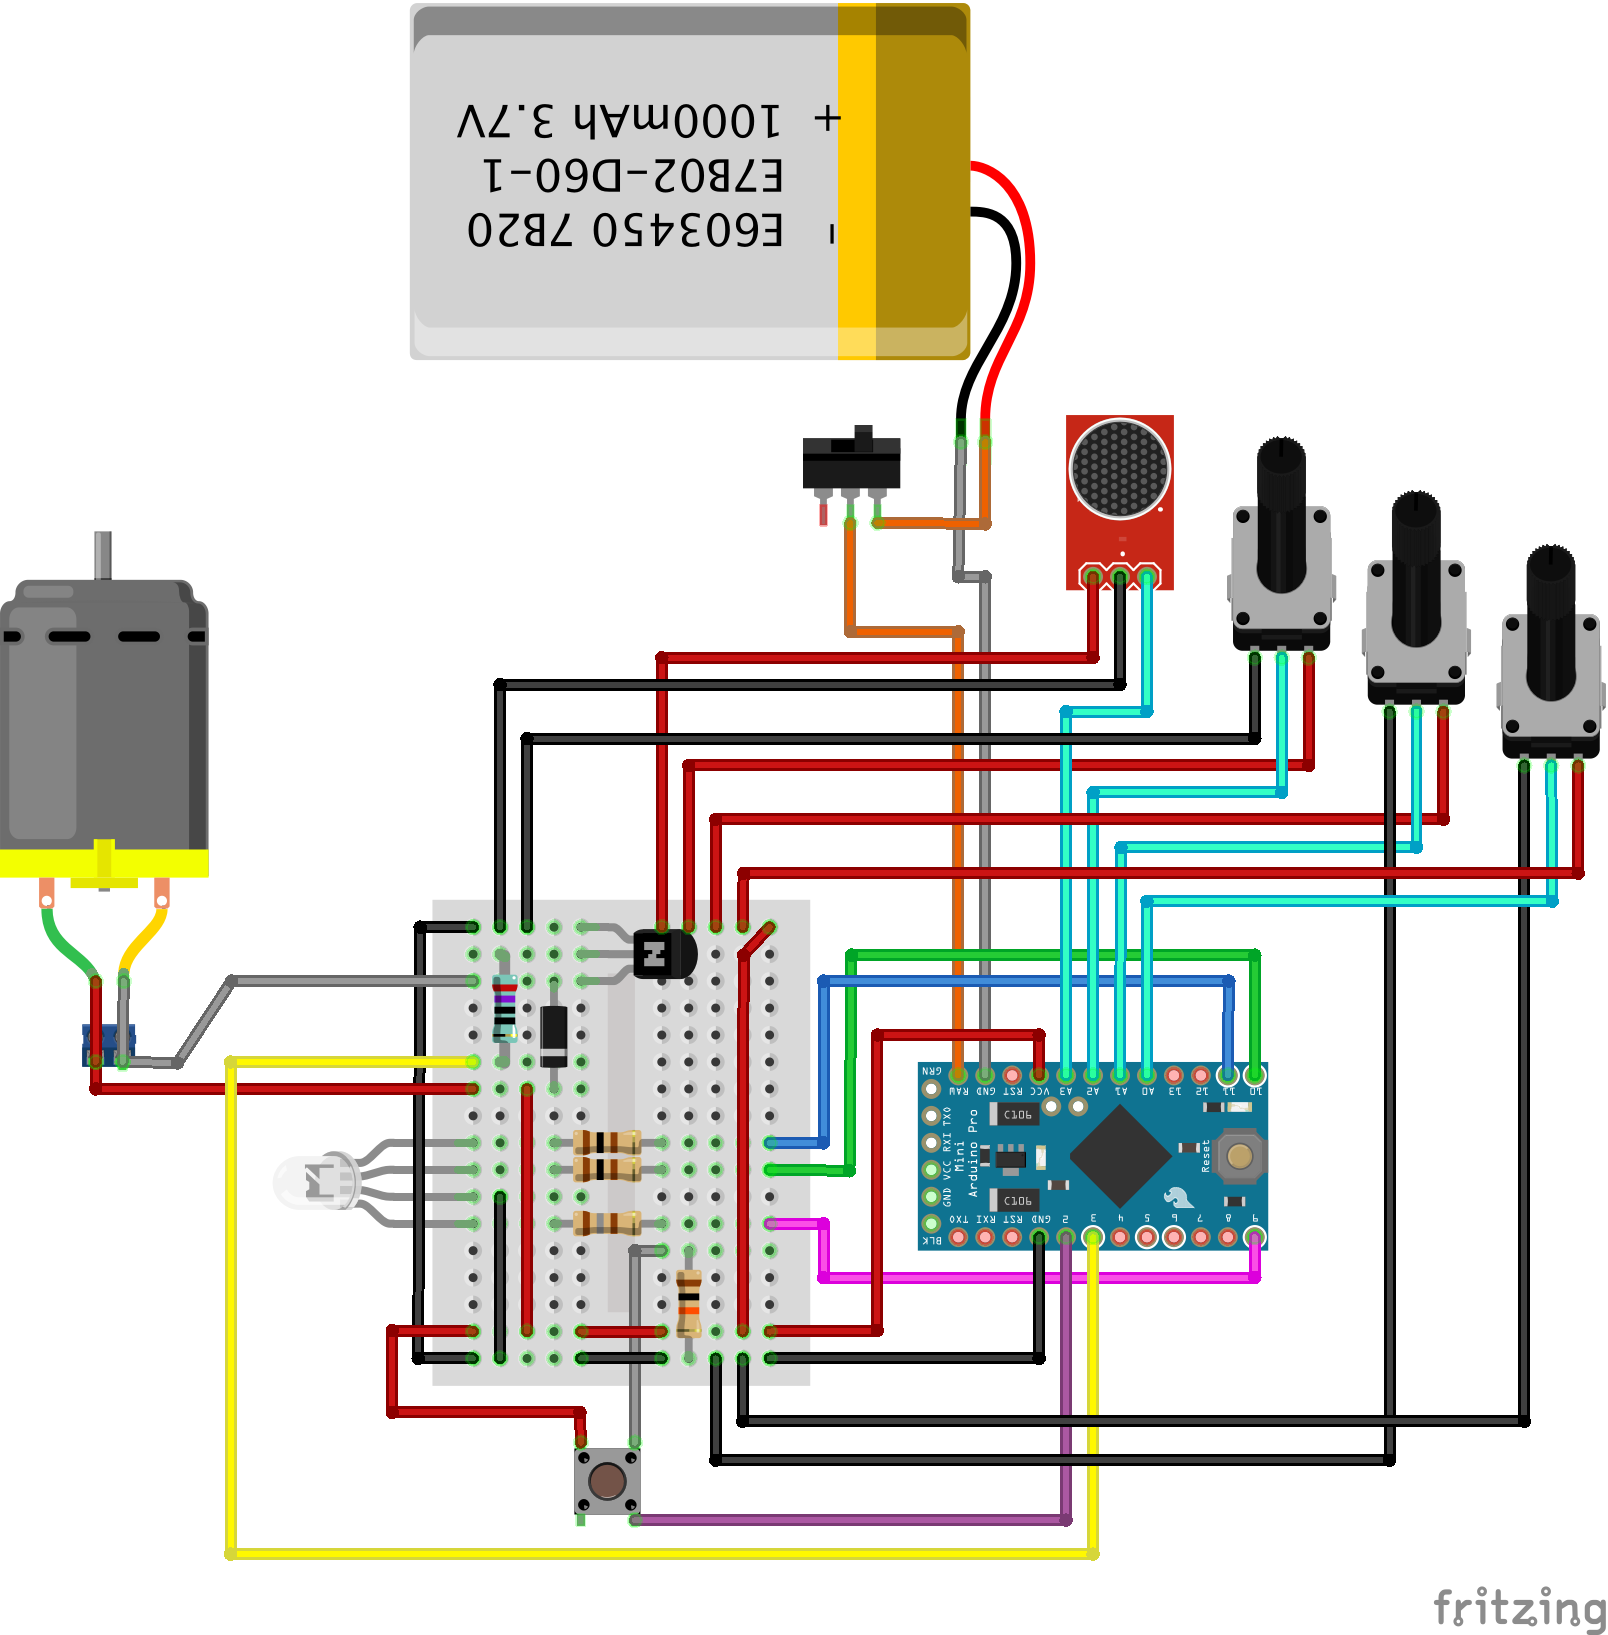 1000mAh 3.7V
+
E7B02-D60-1
E603450 7B20
-
GRN
RAW
GND
RST
VCC
A3
A2
A1
A0
13
12
11
10
TXO
RXI
VCC
GND
BLK
C106
C106
Arduino Pro
Mini
Reset
TXO
RXI
RST
GND
2
3
4
5
6
7
8
9
fritzing